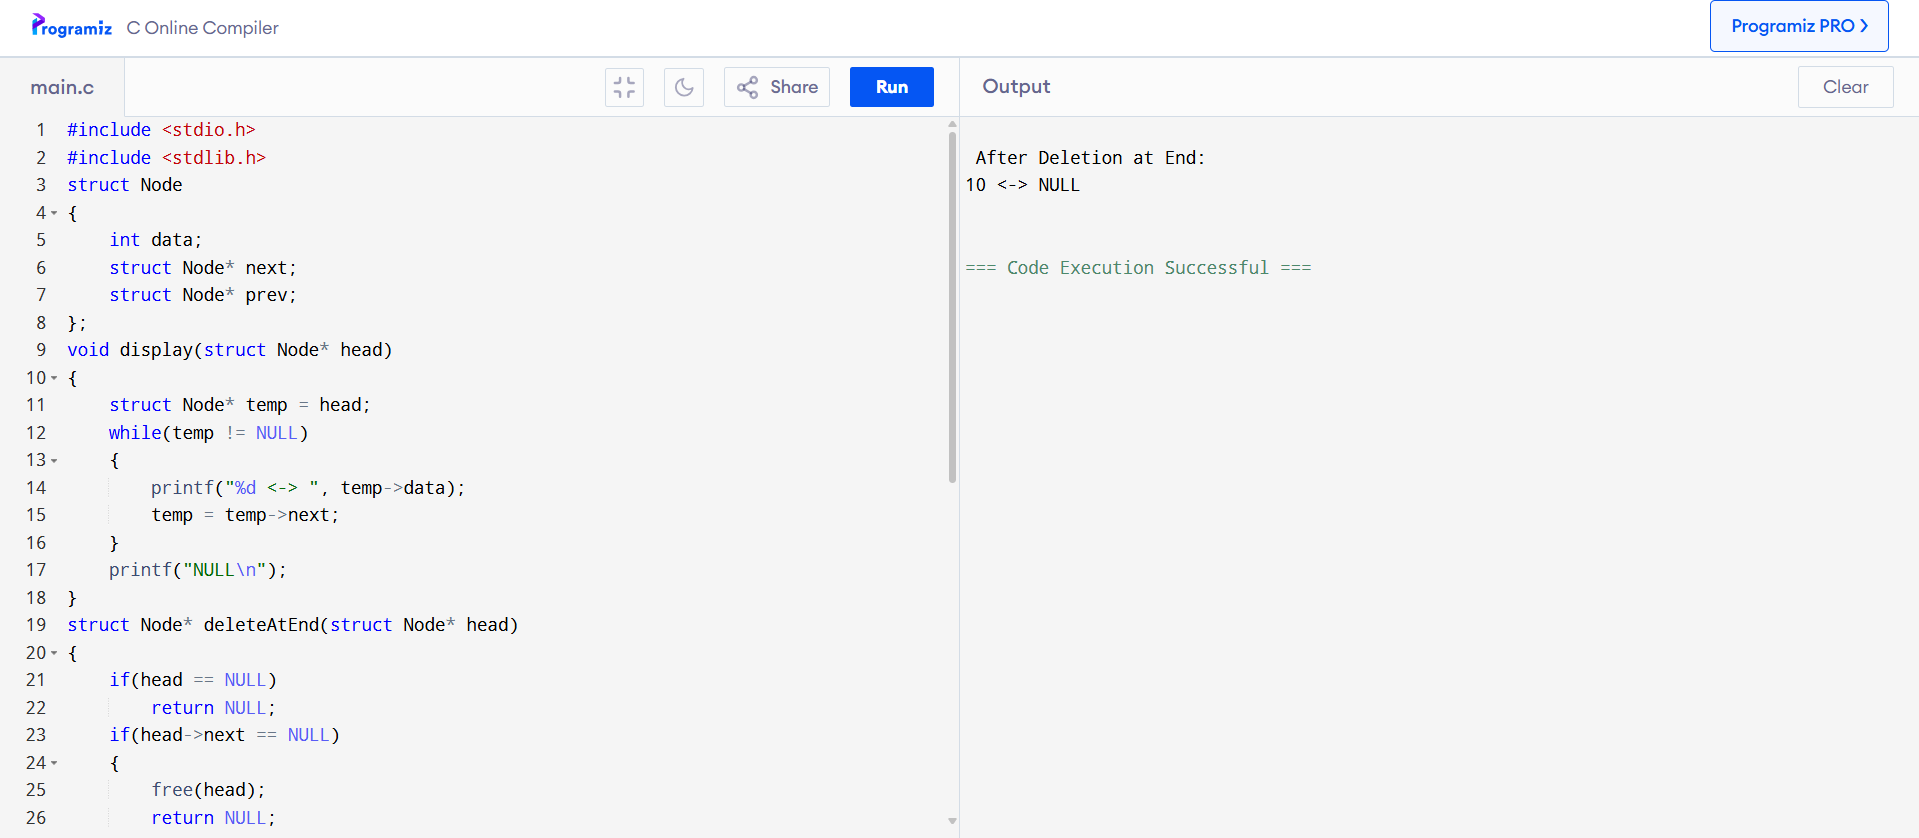 Programiz C Online Compiler
Programiz PRO
main.c
Share
Run
Output
Clear
1 #include <stdio.h>
2 #include <stdlib.h>
3 struct Node
4 {
5     int data;
6     struct Node* next;
7     struct Node* prev;
8 };
9 void display(struct Node* head)
10 {
11     struct Node* temp = head;
12     while(temp != NULL)
13     {
14         printf("%d <-> ", temp->data);
15         temp = temp->next;
16     }
17     printf("NULL\n");
18 }
19 struct Node* deleteAtEnd(struct Node* head)
20 {
21     if(head == NULL)
22         return NULL;
23     if(head->next == NULL)
24     {
25         free(head);
26         return NULL;
After Deletion at End:
10 <-> NULL
=== Code Execution Successful ===